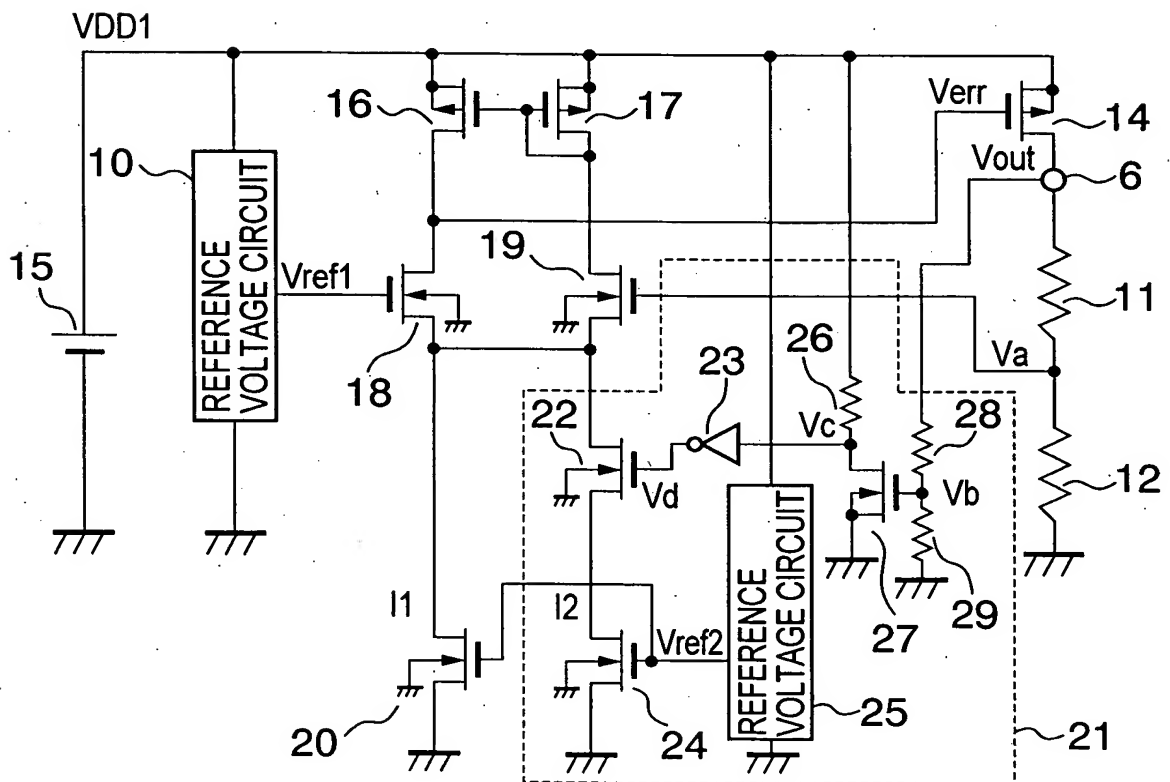 VDD1
16
17
Verr
14
10
Vout
6
REFERENCE
VOLTAGE CIRCUIT
15
Vref1
19
11
18
26
Va
23
22
Vc
28
Vd
Vb
12
REFERENCE
VOLTAGE CIRCUIT
27
29
I1
I2
Vref2
20
24
25
21